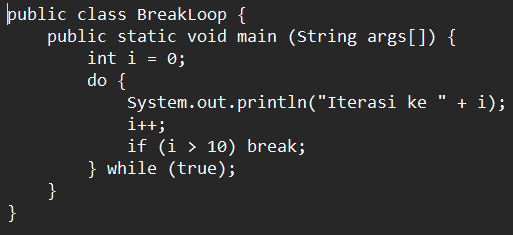 public class BreakLoop {
    public static void main (String args[]) {
        int i = 0;
        do {
            System.out.println("Iterasi ke " + i);
            i++;
            if (i > 10) break;
        } while (true);
    }
}